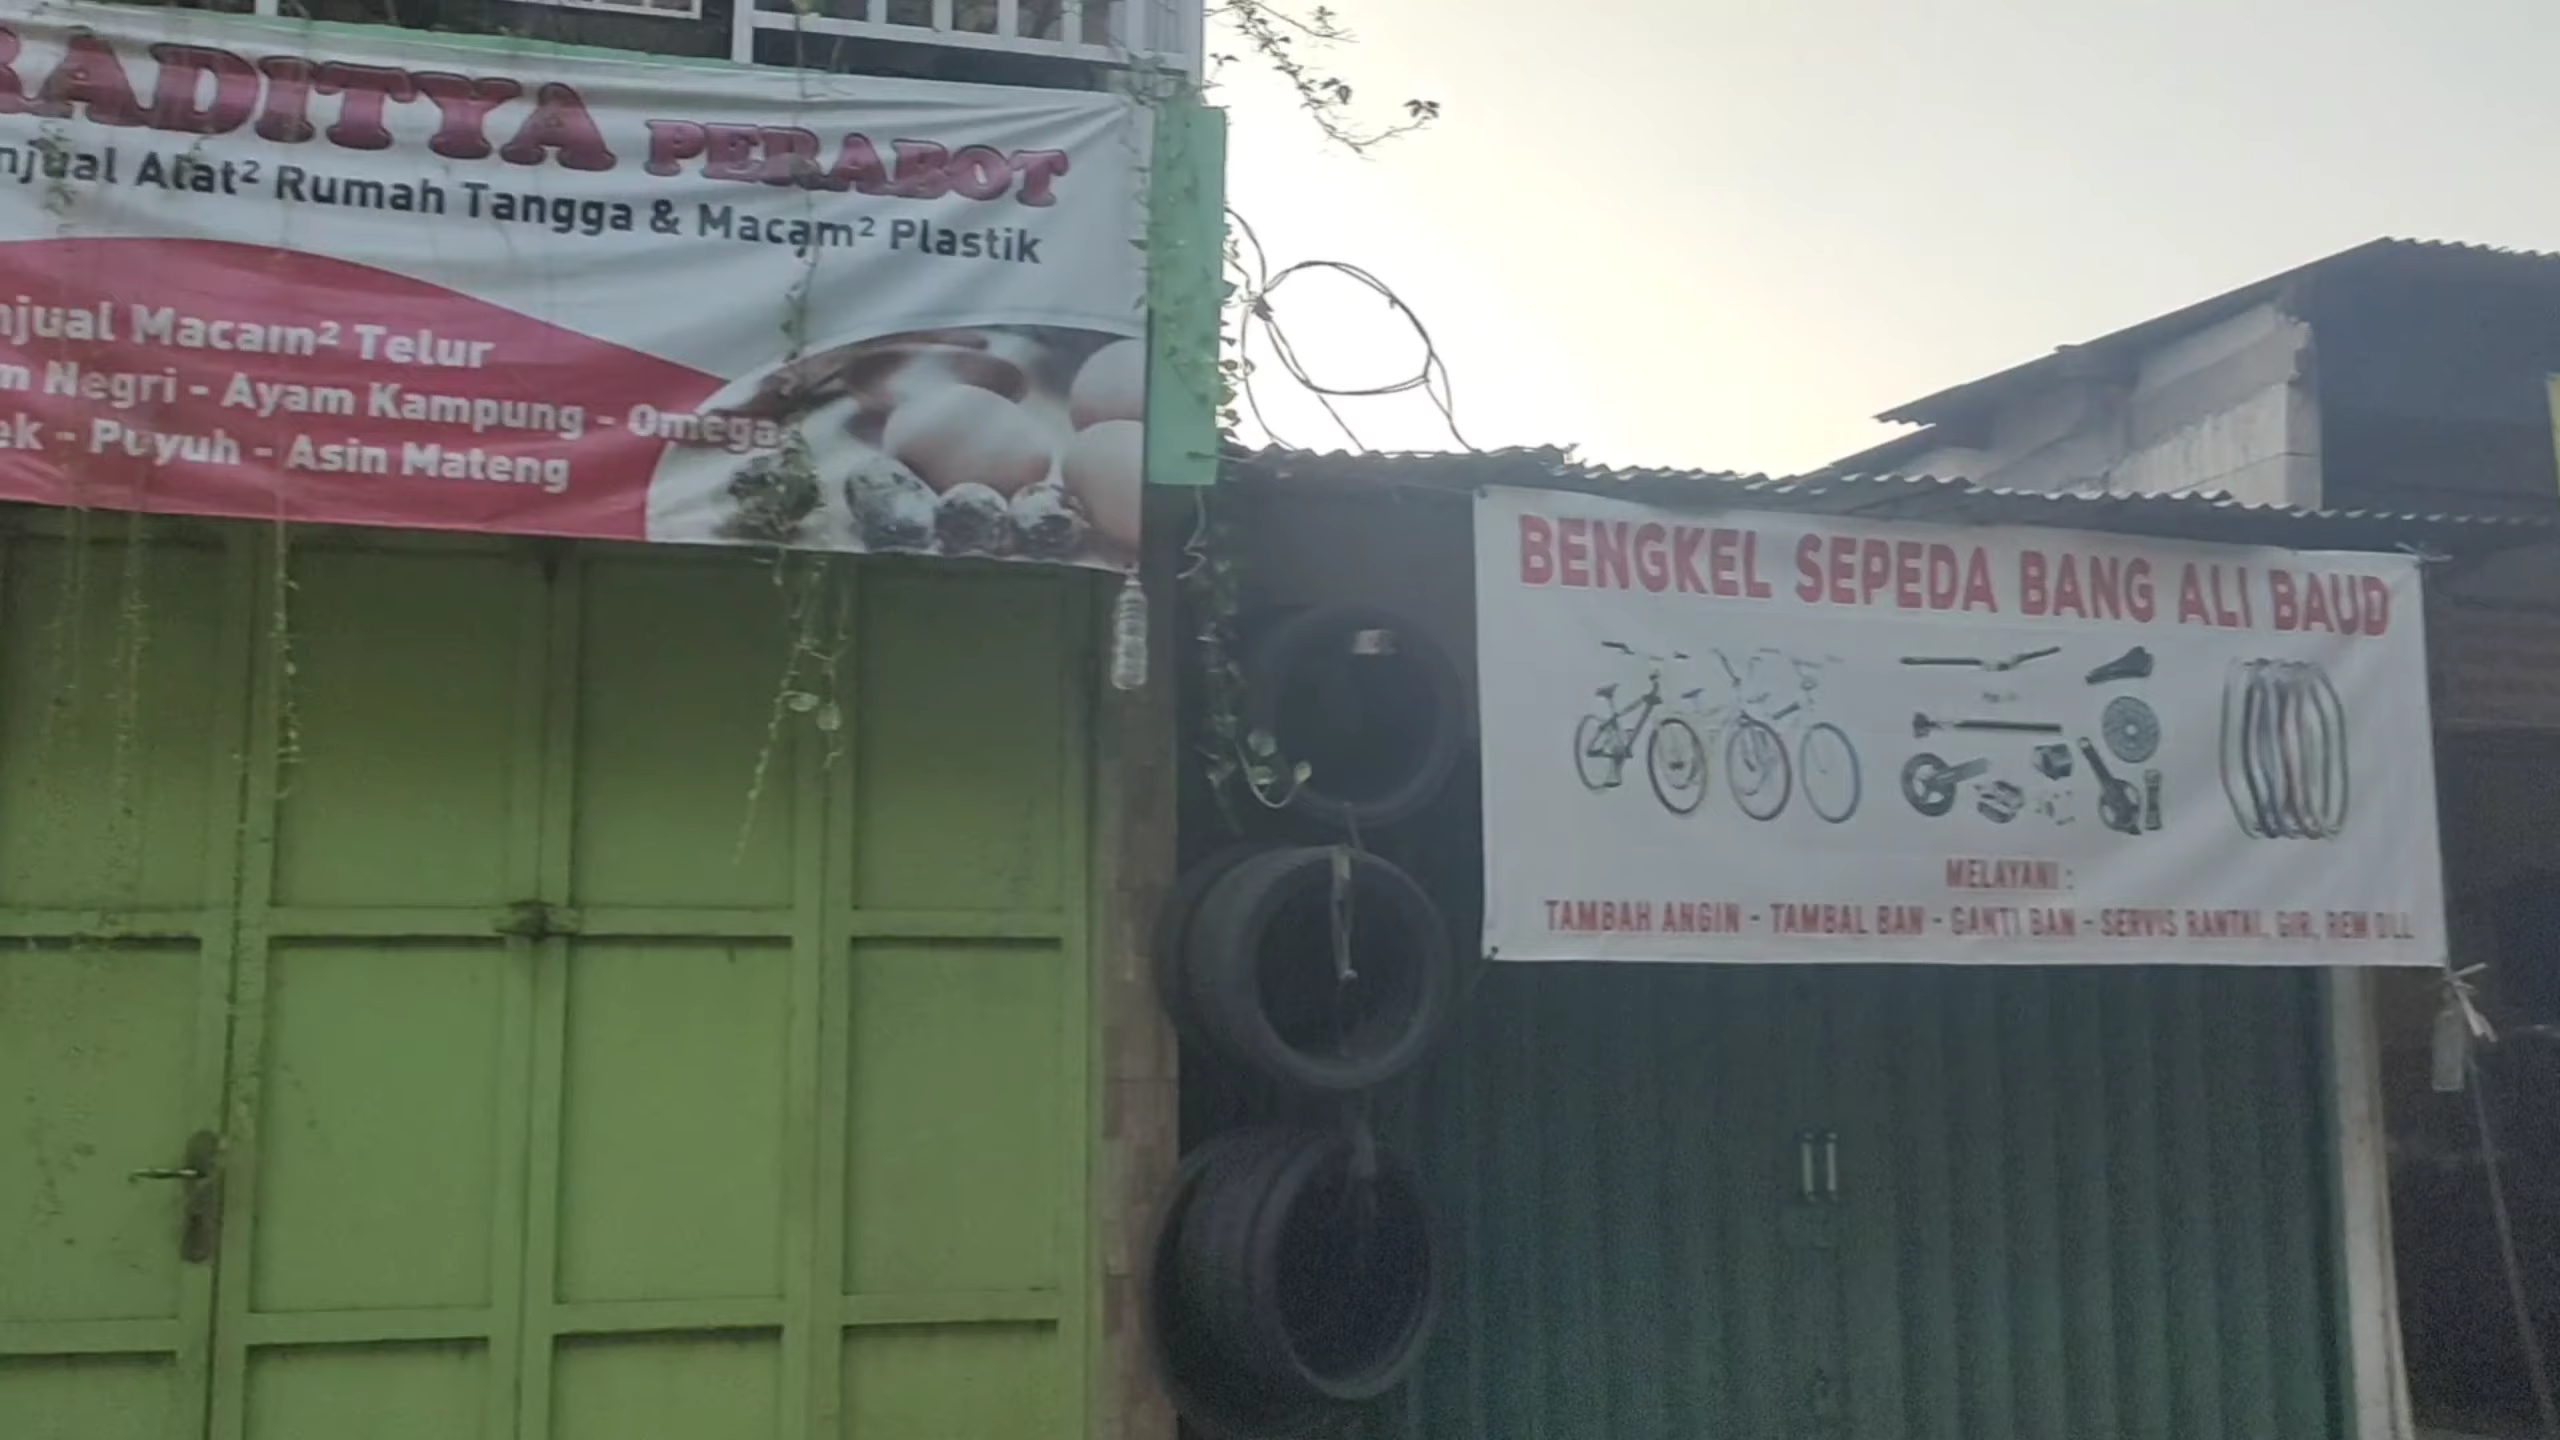 RADITYA PERABOT
njual Alat² Rumah Tangga & Macam² Plastik
njual Macam² Telur
m Negri - Ayam Kampung - Omega
ek - Puyuh - Asin Mateng
BENGKEL SEPEDA BANG ALI BAUD
MELAYANI :
TAMBAH ANGIN - TAMBAL BAN - GANTI BAN - SERVIS RANTAI, GIR, REM DLL